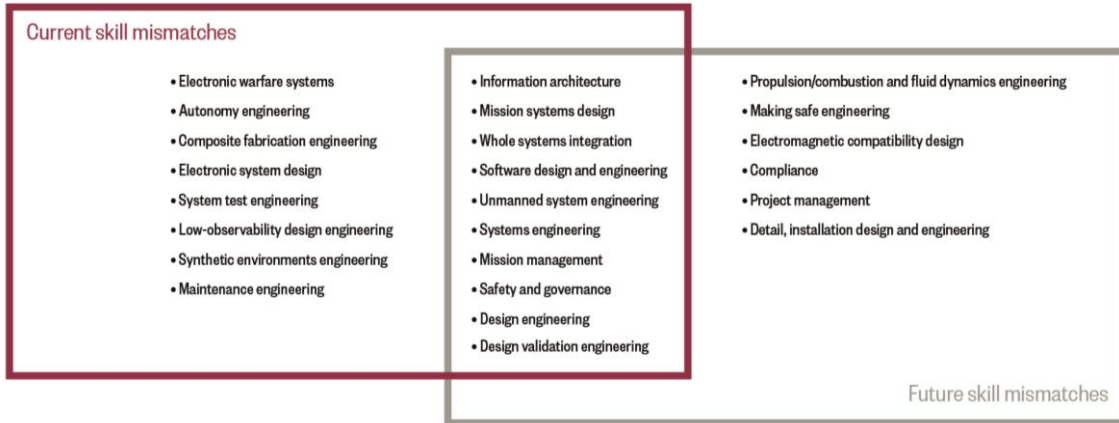 Current skill mismatches
• Electronic warfare systems
• Autonomy engineering
• Composite fabrication engineering
• Electronic system design
• System test engineering
• Low-observability design engineering
• Synthetic environments engineering
• Maintenance engineering
• Information architecture
• Mission systems design
• Whole systems integration
• Software design and engineering
• Unmanned system engineering
• Systems engineering
• Mission management
• Safety and governance
• Design engineering
• Design validation engineering
• Propulsion/combustion and fluid dynamics engineering
• Making safe engineering
• Electromagnetic compatibility design
• Compliance
• Project management
• Detail, installation design and engineering
Future skill mismatches